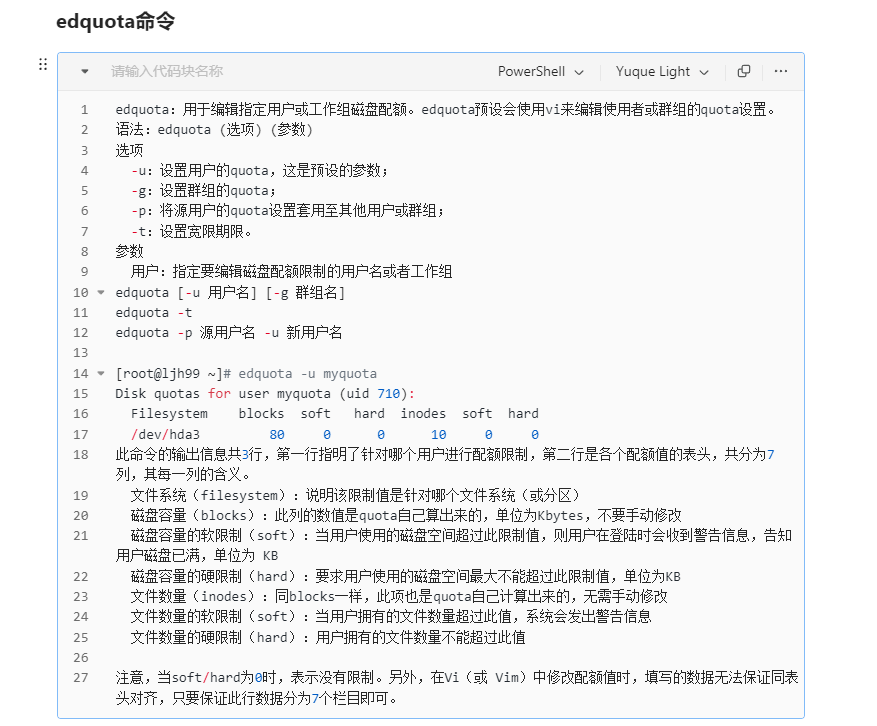 edquota命令
请输入代码块名称
PowerShell
Yuque Light
1 edquota：用于编辑指定用户或工作组磁盘配额。edquota预设会使用vi来编辑使用者或群组的quota设置。
2 语法：edquota (选项) (参数)
3 选项
4   -u：设置用户的quota，这是预设的参数；
5   -g：设置群组的quota；
6   -p：将源用户的quota设置套用至其他用户或群组；
7   -t：设置宽限期限。
8 参数
9   用户：指定要编辑磁盘配额限制的用户名或者工作组
10 edquota [-u 用户名] [-g 群组名]
11 edquota -t
12 edquota -p 源用户名 -u 新用户名
13
14 [root@ljh99 ~]# edquota -u myquota
15 Disk quotas for user myquota (uid 710):
16   Filesystem    blocks  soft   hard  inodes  soft  hard
17   /dev/hda3         80     0      0      10     0     0
18 此命令的输出信息共3行，第一行指明了针对哪个用户进行配额限制，第二行是各个配额值的表头，共分为7
列，其每一列的含义。
19   文件系统（filesystem）：说明该限制值是针对哪个文件系统（或分区）
20   磁盘容量（blocks）：此列的数值是quota自己算出来的，单位为Kbytes，不要手动修改
21   磁盘容量的软限制（soft）：当用户使用的磁盘空间超过此限制值，则用户在登陆时会收到警告信息，告知
用户磁盘已满，单位为 KB
22   磁盘容量的硬限制（hard）：要求用户使用的磁盘空间最大不能超过此限制值，单位为KB
23   文件数量（inodes）：同blocks一样，此项也是quota自己计算出来的，无需手动修改
24   文件数量的软限制（soft）：当用户拥有的文件数量超过此值，系统会发出警告信息
25   文件数量的硬限制（hard）：用户拥有的文件数量不能超过此值
26
27 注意，当soft/hard为0时，表示没有限制。另外，在Vi（或 Vim）中修改配额值时，填写的数据无法保证同表
头对齐，只要保证此行数据分为7个栏目即可。